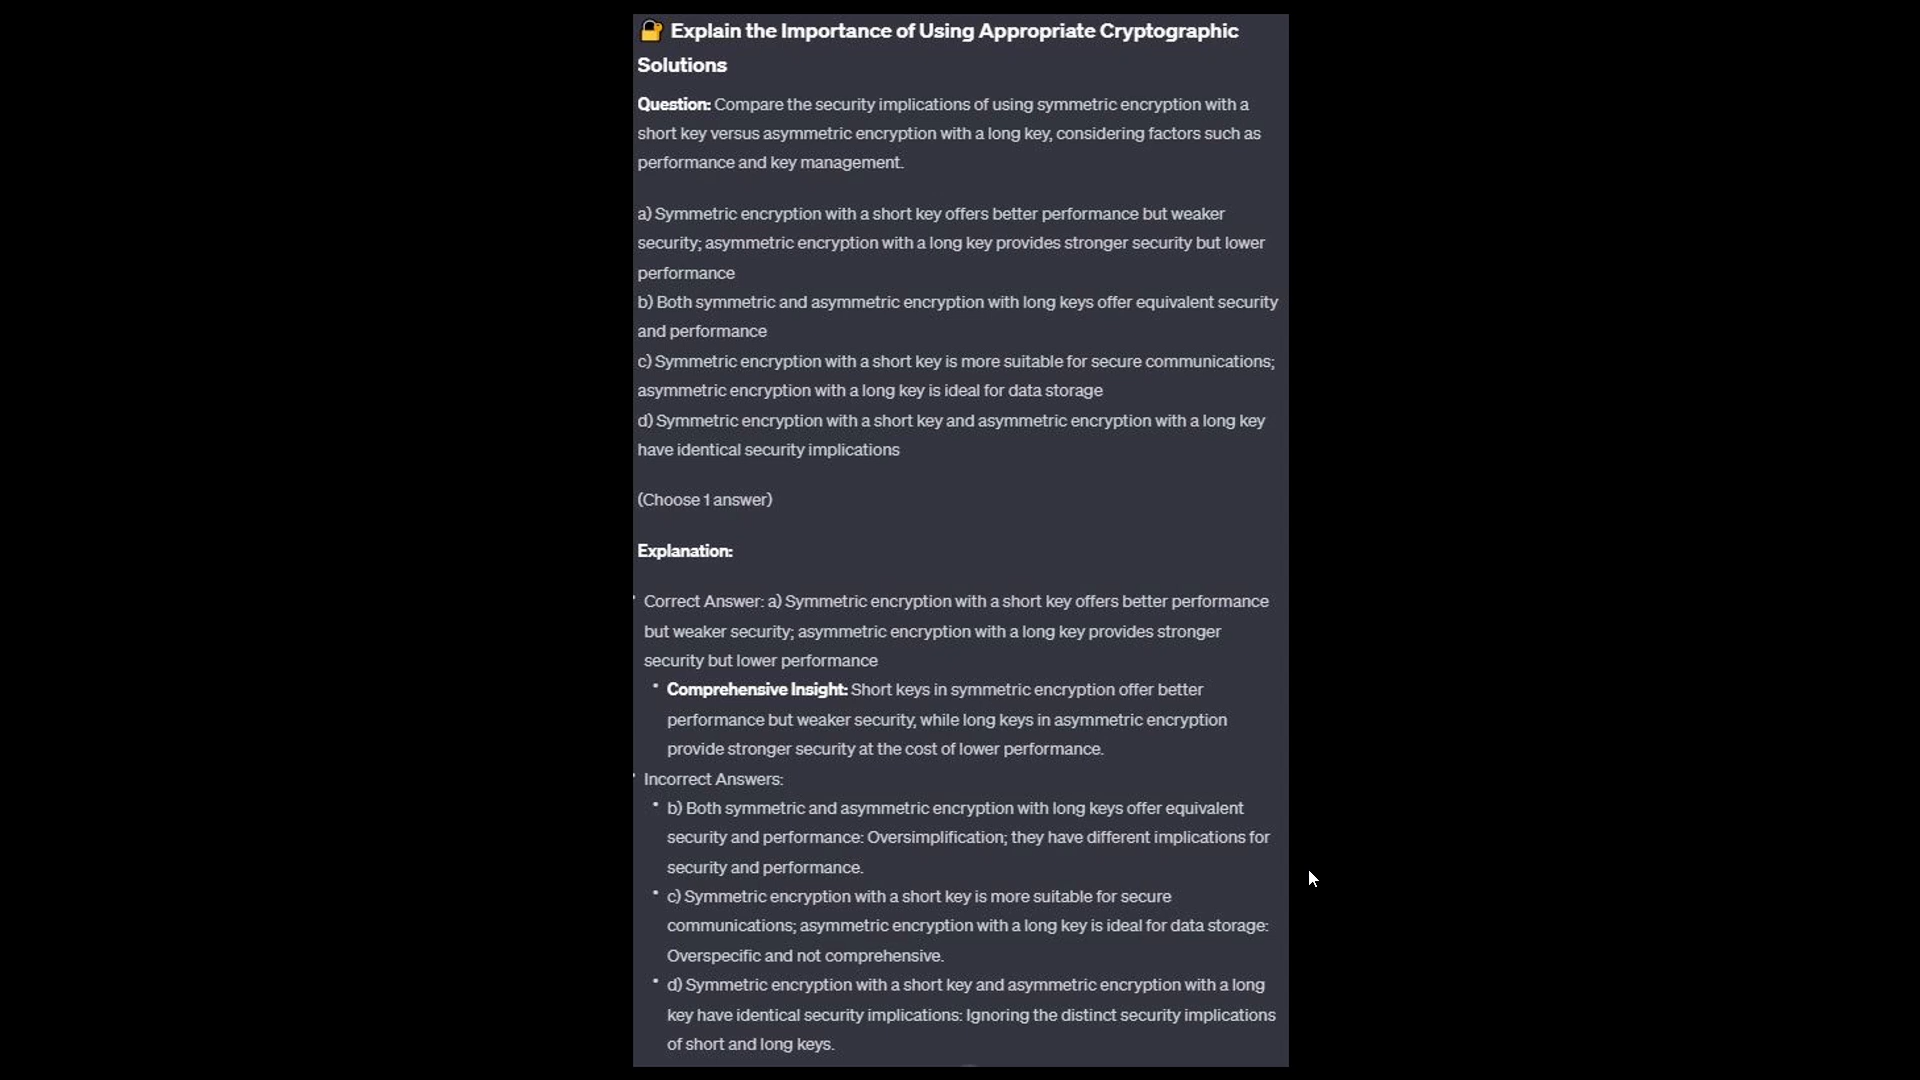 🔐 Explain the Importance of Using Appropriate Cryptographic
Solutions
Question: Compare the security implications of using symmetric encryption with a
short key versus asymmetric encryption with a long key, considering factors such as
performance and key management.
a) Symmetric encryption with a short key offers better performance but weaker
security; asymmetric encryption with a long key provides stronger security but lower
performance
b) Both symmetric and asymmetric encryption with long keys offer equivalent security
and performance
c) Symmetric encryption with a short key is more suitable for secure communications;
asymmetric encryption with a long key is ideal for data storage
d) Symmetric encryption with a short key and asymmetric encryption with a long key
have identical security implications
(Choose 1 answer)
Explanation:
Correct Answer: a) Symmetric encryption with a short key offers better performance
but weaker security; asymmetric encryption with a long key provides stronger
security but lower performance
• Comprehensive Insight: Short keys in symmetric encryption offer better
performance but weaker security, while long keys in asymmetric encryption
provide stronger security at the cost of lower performance.
Incorrect Answers:
• b) Both symmetric and asymmetric encryption with long keys offer equivalent
security and performance: Oversimplification; they have different implications for
security and performance.
• c) Symmetric encryption with a short key is more suitable for secure
communications; asymmetric encryption with a long key is ideal for data storage:
Overspecific and not comprehensive.
• d) Symmetric encryption with a short key and asymmetric encryption with a long
key have identical security implications: Ignoring the distinct security implications
of short and long keys.